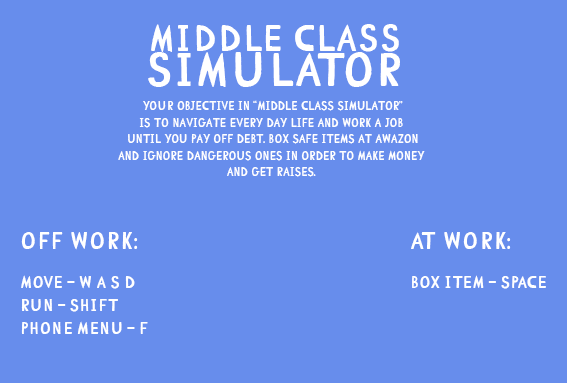 MIDDLE CLASS
SIMULATOR
YOUR OBJECTIVE IN "MIDDLE CLASS SIMULATOR"
IS TO NAVIGATE EVERY DAY LIFE AND WORK A JOB
UNTIL YOU PAY OFF DEBT. BOX SAFE ITEMS AT AWAZON
AND IGNORE DANGEROUS ONES IN ORDER TO MAKE MONEY
AND GET RAISES.
OFF WORK:
MOVE - W A S D
RUN - SHIFT
PHONE MENU - F
AT WORK:
BOX ITEM - SPACE